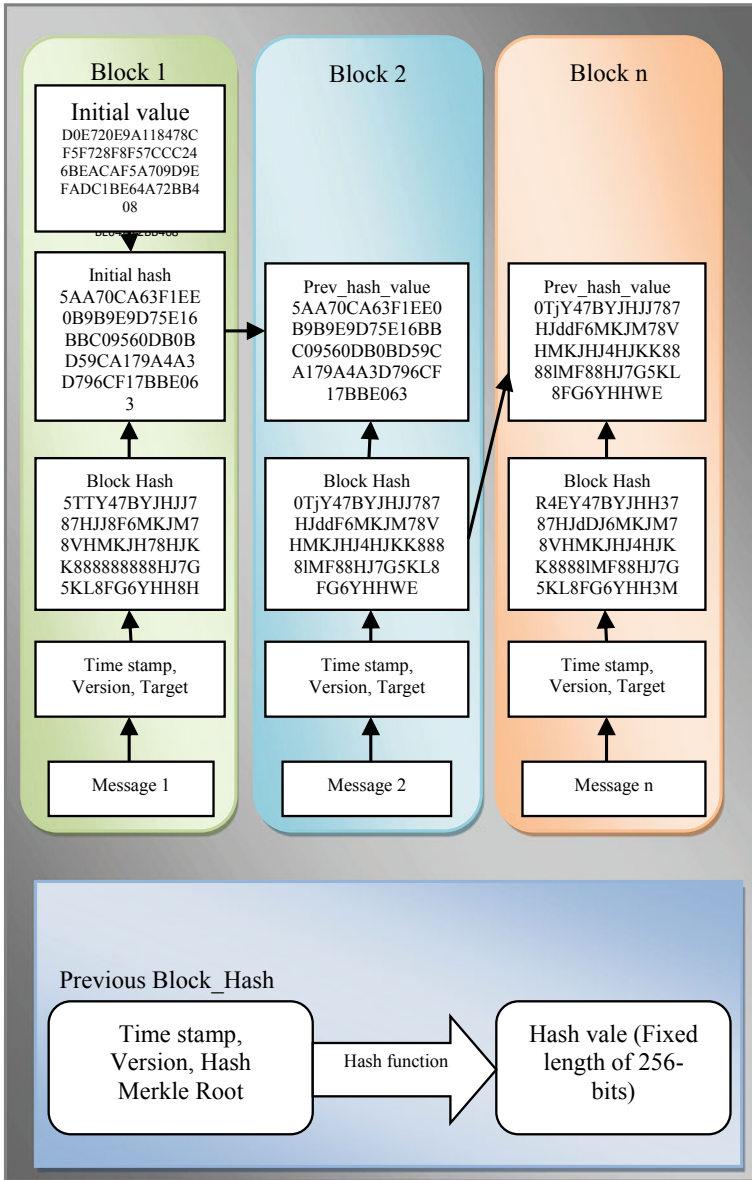 Block 1
Initial value
D0E720E9A118478C
F5F728F8F57CCC24
6BEACAF5A709D9E
FADC1BE64A72BB4
08
Initial hash
5AA70CA63F1EE
0B9B9E9D75E16
BBC09560DB0B
D59CA179A4A3
D796CF17BBE06
3
Block Hash
5TTY47BYJHJJ7
87HJJ8F6MKJM7
8VHMKJH78HJK
K888888888HJ7G
5KL8FG6YHH8H
Time stamp,
Version, Target
Message 1
Block 2
Prev_hash_value
5AA70CA63F1EE0
B9B9E9D75E16BB
C09560DB0BD59C
A179A4A3D796CF
17BBE063
Block Hash
0TjY47BYJHJJ787
HJddF6MKJM78V
HMKJHJ4HJKK888
8lMF88HJ7G5KL8
FG6YHHWE
Time stamp,
Version, Target
Message 2
Block n
Prev_hash_value
0TjY47BYJHJJ787
HJddF6MKJM78V
HMKJHJ4HJKK88
88lMF88HJ7G5KL
8FG6YHHWE
Block Hash
R4EY47BYJHH37
87HJdDJ6MKJM7
8VHMKJHJ4HJK
K8888lMF88HJ7G
5KL8FG6YHH3M
Time stamp,
Version, Target
Message n
Previous Block_Hash
Time stamp,
Version, Hash
Merkle Root
Hash function
Hash vale (Fixed
length of 256-
bits)